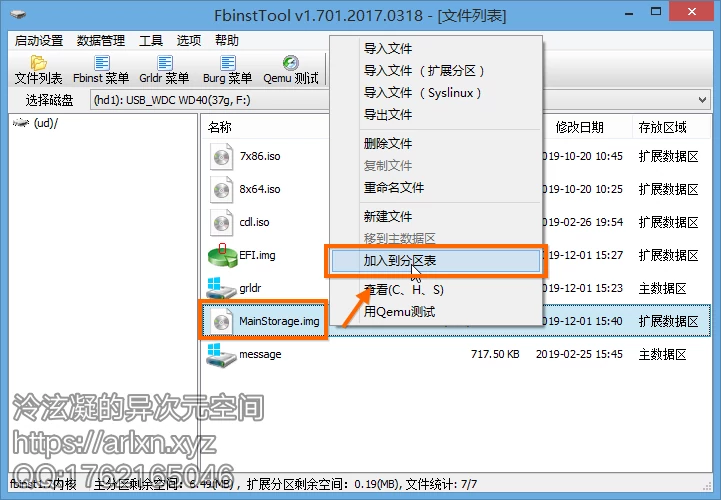 FbinstTool v1.701.2017.0318 - [文件列表]
启动设置 数据管理 工具 选项 帮助
文件列表 Fbinst 菜单 Grldr 菜单 Burg 菜单 Qemu 测试
选择磁盘 (hd1): USB_WDC WD40(37g, F:)
(ud)/
名称 修改日期 存放区域
7x86.iso 019-10-20 10:45 扩展数据区
8x64.iso 019-10-20 10:25 扩展数据区
cdl.iso 019-02-26 19:54 扩展数据区
EFI.img 019-12-01 15:27 扩展数据区
grldr 019-12-01 15:23 主数据区
MainStorage.img 019-12-01 15:40 扩展数据区
message 717.50 KB 2019-02-25 15:45 主数据区
导入文件
导入文件 （扩展分区）
导入文件 （Syslinux）
导出文件
删除文件
复制文件
重命名文件
新建文件
移到主数据区
加入到分区表
查看(C、H、S)
用Qemu测试
泠泫凝的异次元空间
https://arlxn.xyz
QQ:1762165046
fbinst1.7内核 主分区剩余空间: 6.49(MB), 扩展分区剩余空间: 0.19(MB), 文件统计: 7/7